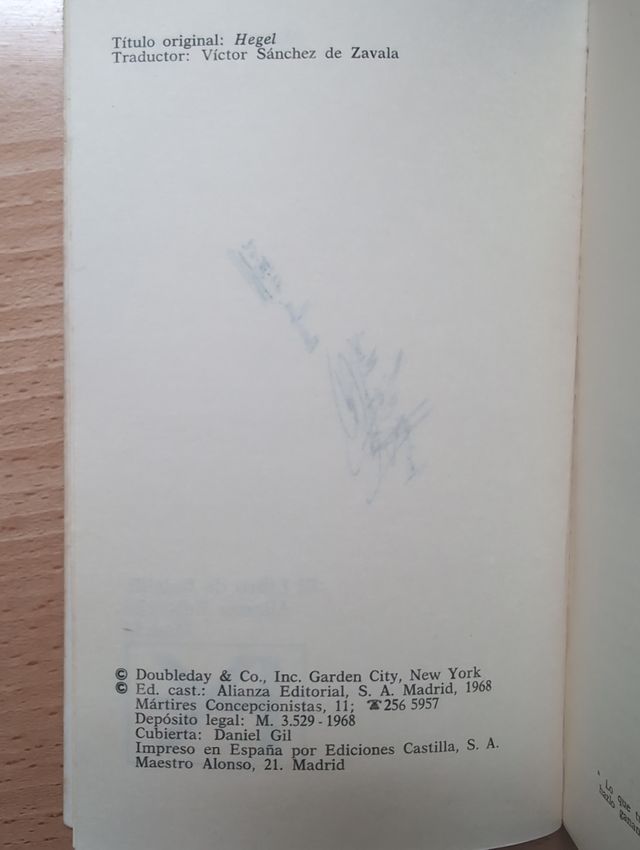 Título original: Hegel
Traductor: Víctor Sánchez de Zavala
© Doubleday & Co., Inc. Garden City, New York
© Ed. cast.: Alianza Editorial, S. A. Madrid, 1968
Mártires Concepcionistas, 11; ☎ 256 5957
Depósito legal: M. 3.529 - 1968
Cubierta: Daniel Gil
Impreso en España por Ediciones Castilla, S. A.
Maestro Alonso, 21. Madrid
Lo que